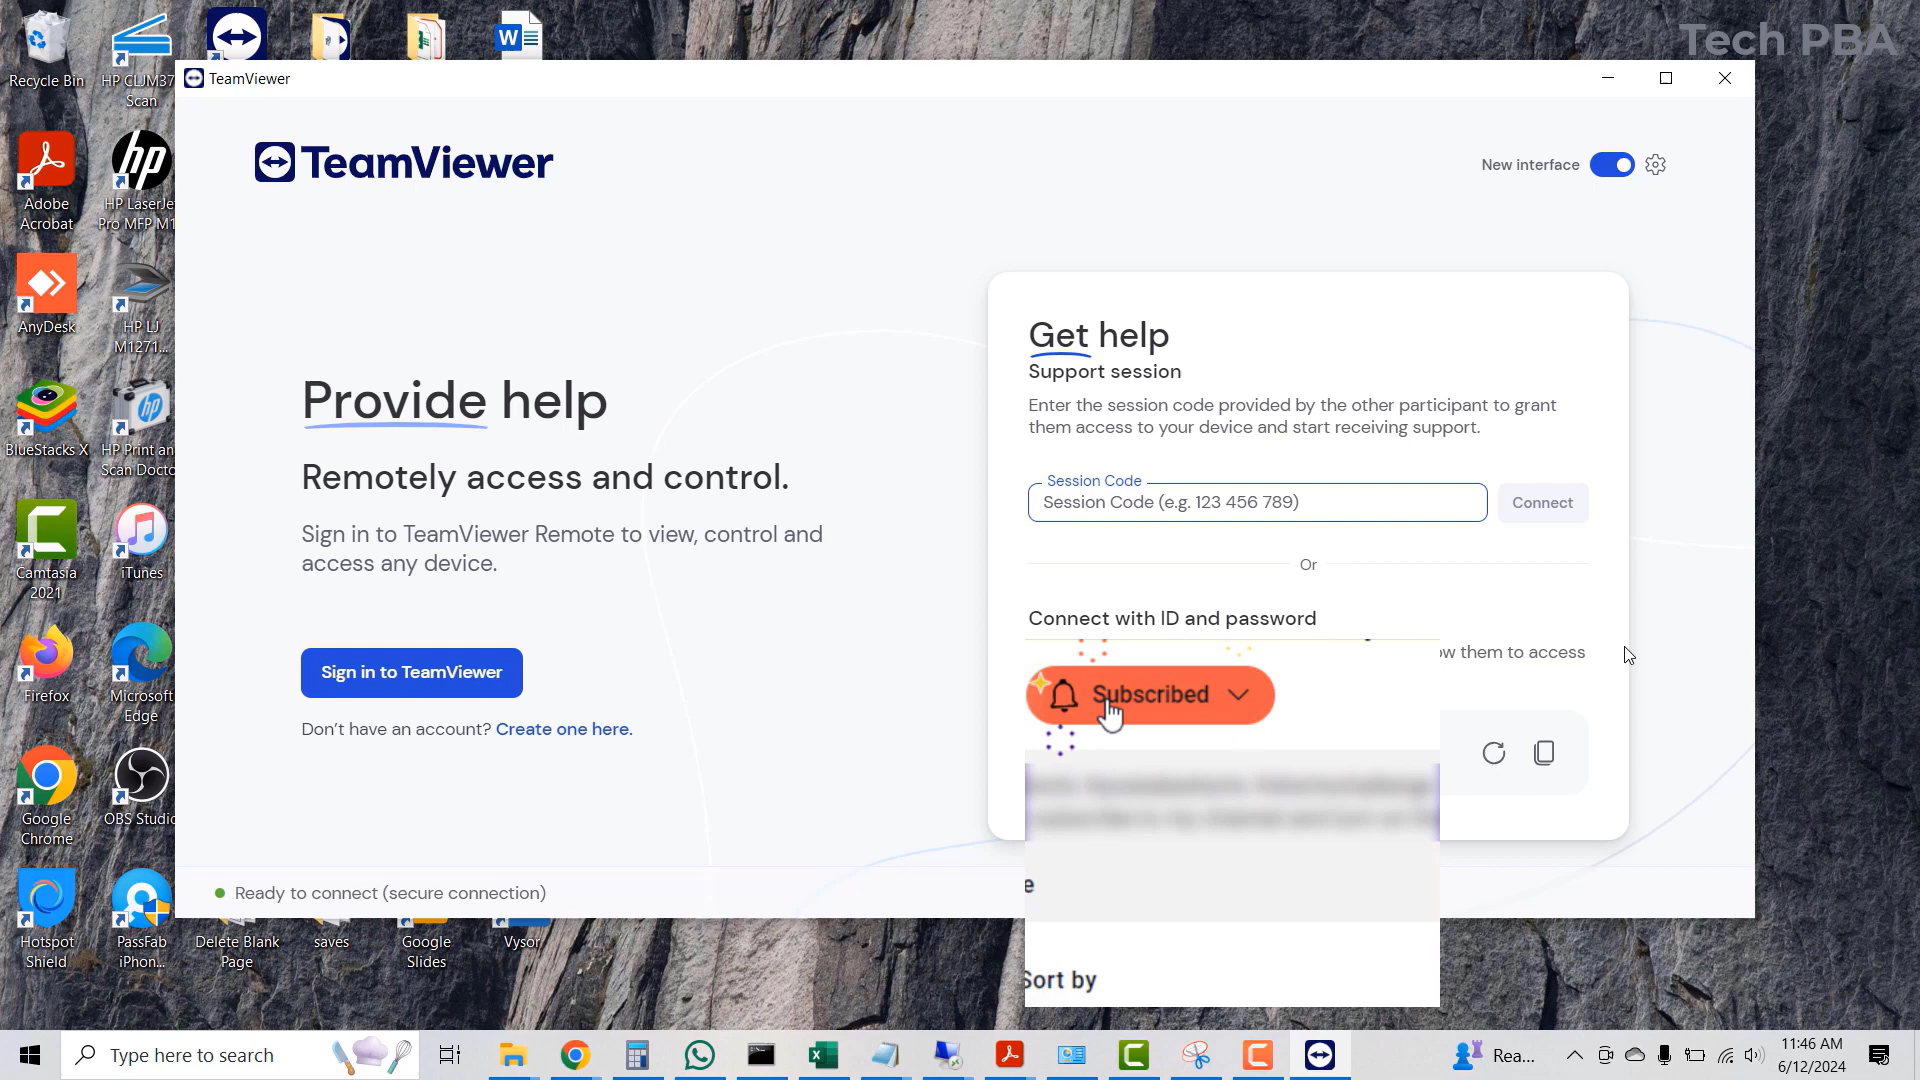 Tech PBA
Recycle Bin
HP CLJM37
Scan
TeamViewer
TeamViewer
New interface
Adobe
Acrobat
HP LaserJe
Pro MFP M1
AnyDesk
HP LJ
M1271...
BlueStacks X
HP Print an
Scan Docto
Camtasia
2021
iTunes
Firefox
Microsoft
Edge
Google
Chrome
OBS Studio
Hotspot
Shield
PassFab
iPhon...
Delete Blank
Page
saves
Google
Slides
Vysor
Provide help
Remotely access and control.
Sign in to TeamViewer Remote to view, control and
access any device.
Sign in to TeamViewer
Don't have an account? Create one here.
Get help
Support session
Enter the session code provided by the other participant to grant
them access to your device and start receiving support.
Session Code
Session Code (e.g. 123 456 789)
Connect
Or
Connect with ID and password
ow them to access
Subscribed
e
Sort by
Ready to connect (secure connection)
Type here to search
Rea...
11:46 AM
6/12/2024